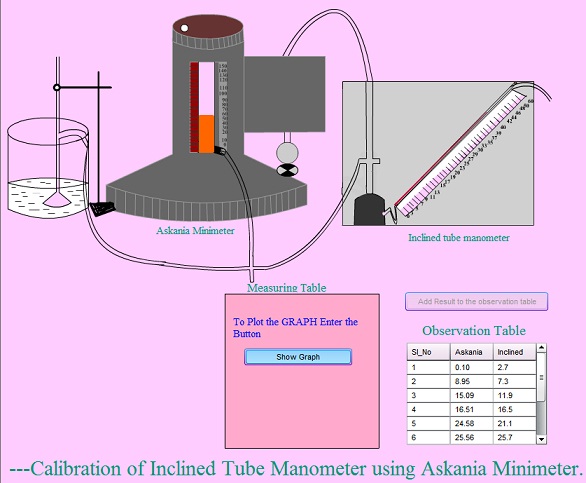 Askania Minimeter
Inclined tube manometer
Measuring Table
To Plot the GRAPH Enter the
Button
Show Graph
Add Result to the observation table
Observation Table
Sl_No Askania Inclined
1 0.10 2.7
2 8.95 7.3
3 15.09 11.9
4 16.51 16.5
5 24.58 21.1
6 25.56 25.7
---Calibration of Inclined Tube Manometer using Askania Minimeter.